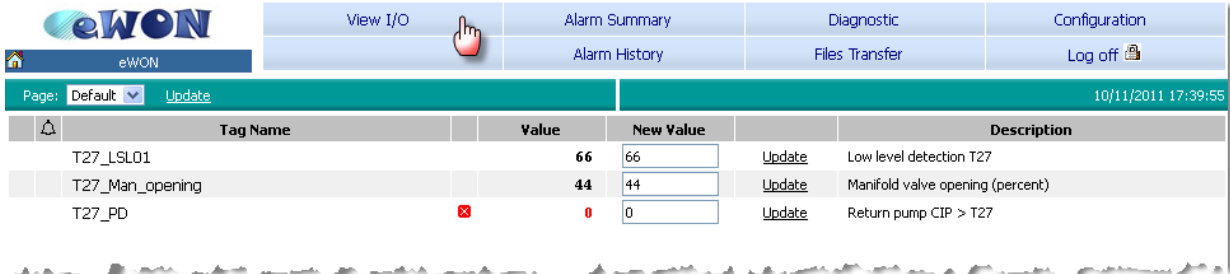 eWON
View I/O
Alarm Summary
Diagnostic
Configuration
eWON
Alarm History
Files Transfer
Log off
Page: Default Update
10/11/2011 17:39:55
Tag Name Value New Value Description
T27_LSL01 66 66 Update Low level detection T27
T27_Man_opening 44 44 Update Manifold valve opening (percent)
T27_PD 0 0 Update Return pump CIP > T27